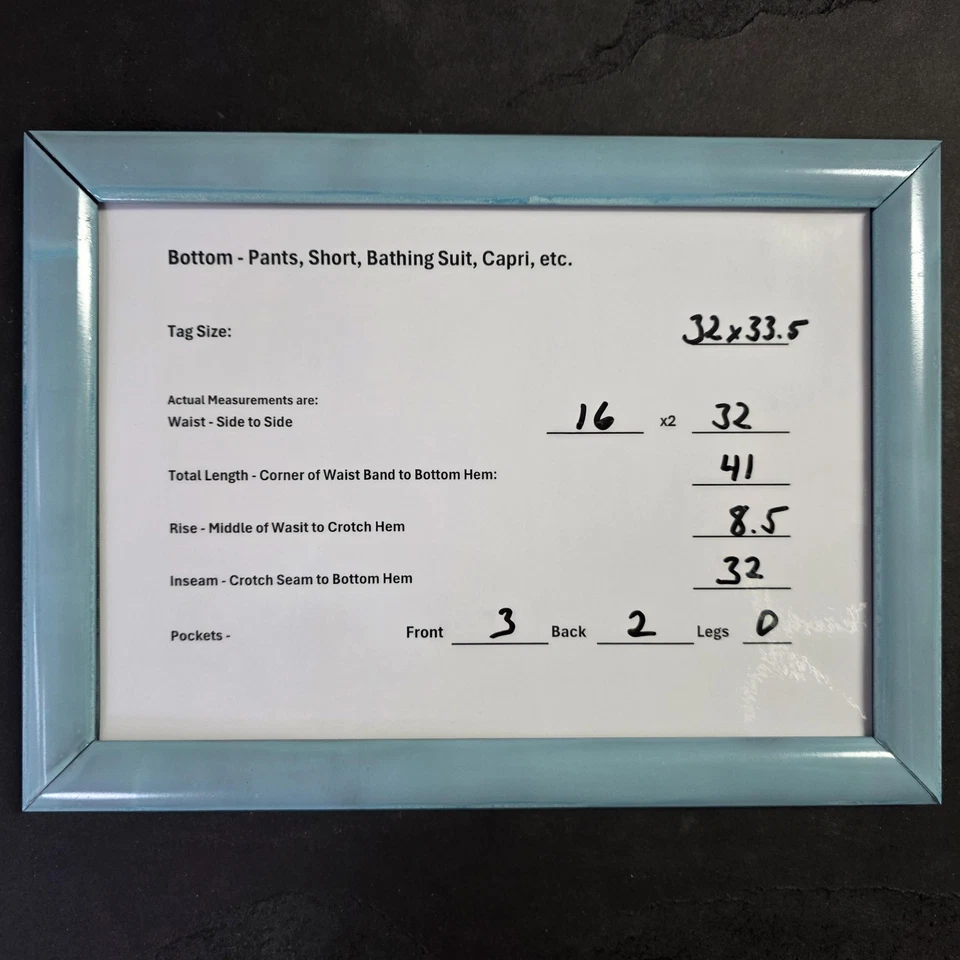 Bottom - Pants, Short, Bathing Suit, Capri, etc.
Tag Size: 32x33.5
Actual Measurements are:
Waist - Side to Side 16 x2 32
Total Length - Corner of Waist Band to Bottom Hem: 41
Rise - Middle of Wasit to Crotch Hem 8.5
Inseam - Crotch Seam to Bottom Hem 32
Pockets - Front 3 Back 2 Legs 0